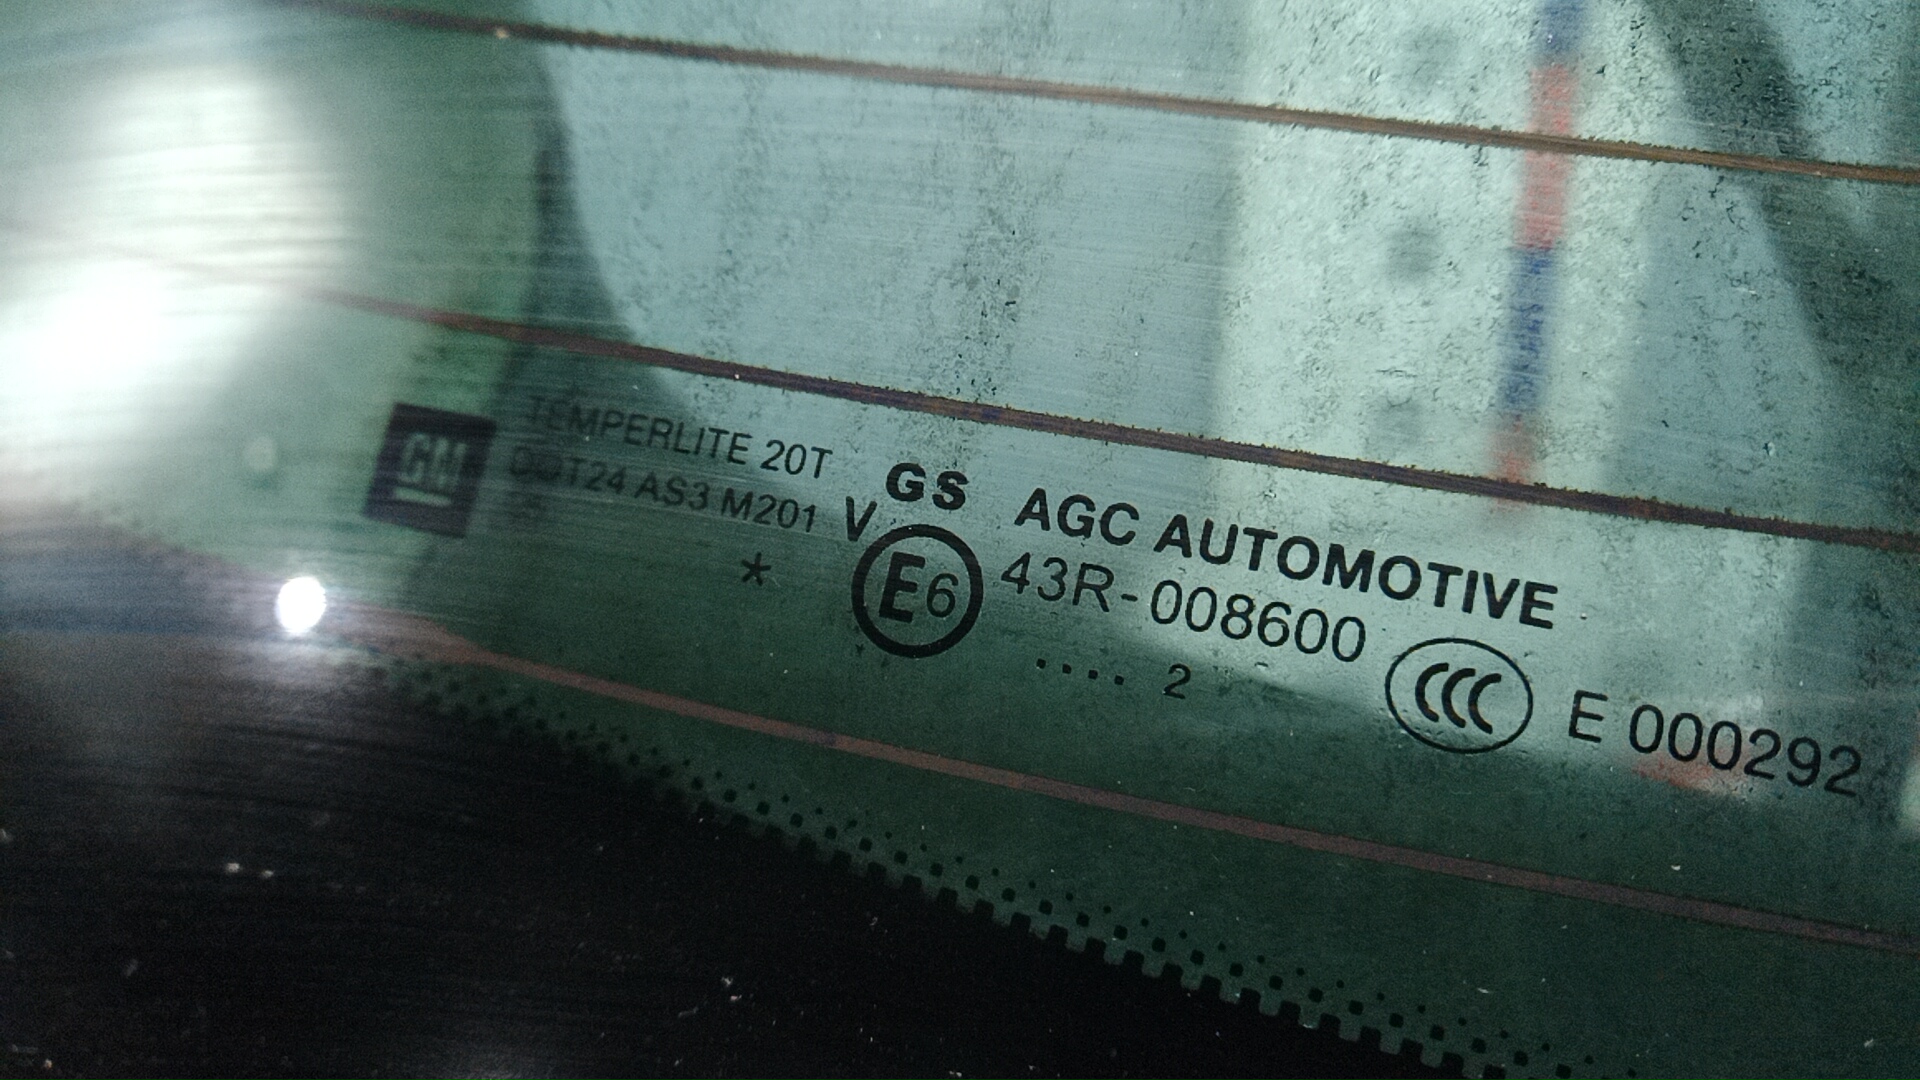 GM
TEMPERLITE 20T
DOT24 AS3 M201
V
GS AGC AUTOMOTIVE
* E6 43R-008600
.... 2
CCC E 000292